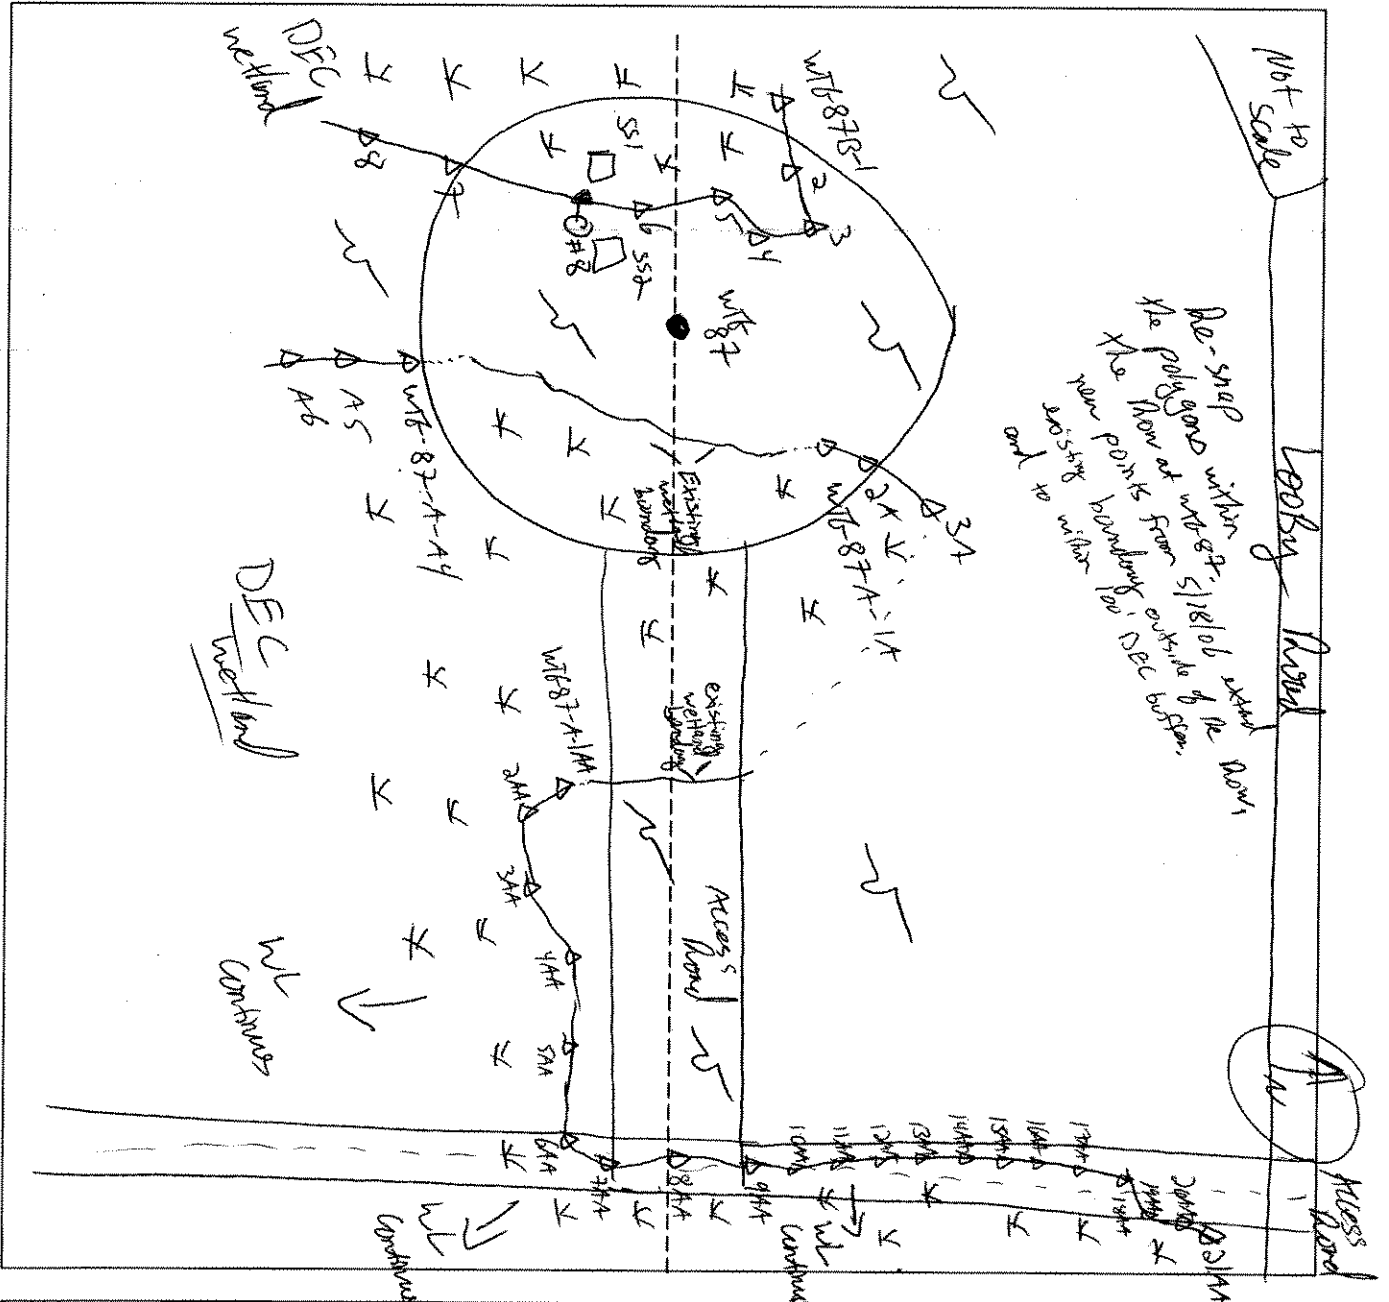 Not to
scale
Looby Road
Re-snap
the polygons within
the Row at WTG-87. 5/18/06 extend
new points from
existing boundary outside of the Row,
and to within 100' DEC buffer.
N
Access
Road
DEC
wetland
WTG87B-1
2
3
4
5
6
7
8
SS1
SS2
#8
WTG
87
3A
2A
WTG-87-A-1A
WTG-87-A-A4
A5
A6
Existing
wetland
boundary
existing
wetland
boundary
DEC
wetland
WTG87-A-1AA
2AA
3AA
4AA
5AA
6AA
7AA
8AA
9AA
10AA
11AA
12AA
13AA
14AA
15AA
16AA
17AA
18AA
19AA
20AA
21AA
Access
Road
WL
continues
WL
continues
WL
continues